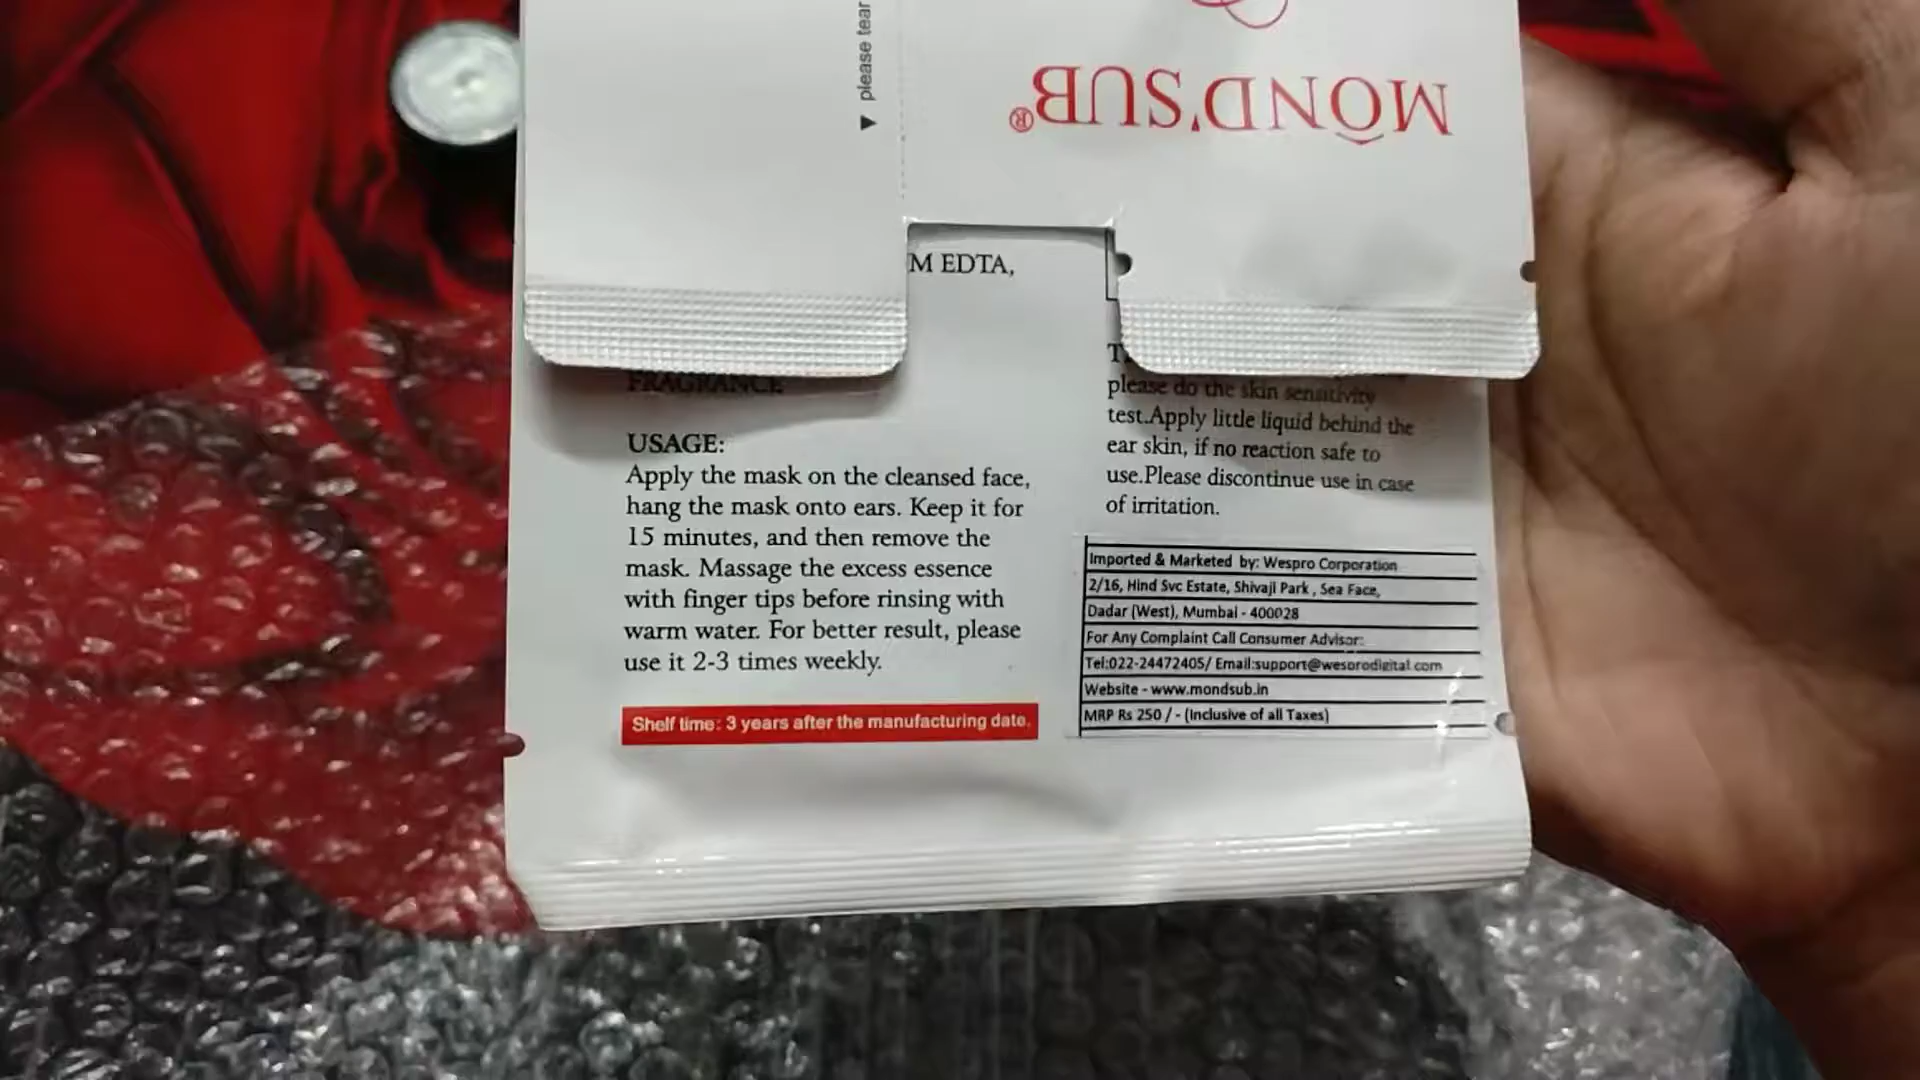 ▼ please tear
MOND'SUB®
M EDTA,
FRAGRANCE
USAGE:
Apply the mask on the cleansed face,
hang the mask onto ears. Keep it for
15 minutes, and then remove the
mask. Massage the excess essence
with finger tips before rinsing with
warm water. For better result, please
use it 2-3 times weekly.
Shelf time: 3 years after the manufacturing date.
please do the skin sensitivity
test.Apply little liquid behind the
ear skin, if no reaction safe to
use.Please discontinue use in case
of irritation.
Imported & Marketed by: Wespro Corporation
2/16, Hind Svc Estate, Shivaji Park , Sea Face,
Dadar (West), Mumbai - 400028
For Any Complaint Call Consumer Advisor:
Tel:022-24472405/ Email:support@wesprodigital.com
Website - www.mondsub.in
MRP Rs 250 / - (Inclusive of all Taxes)